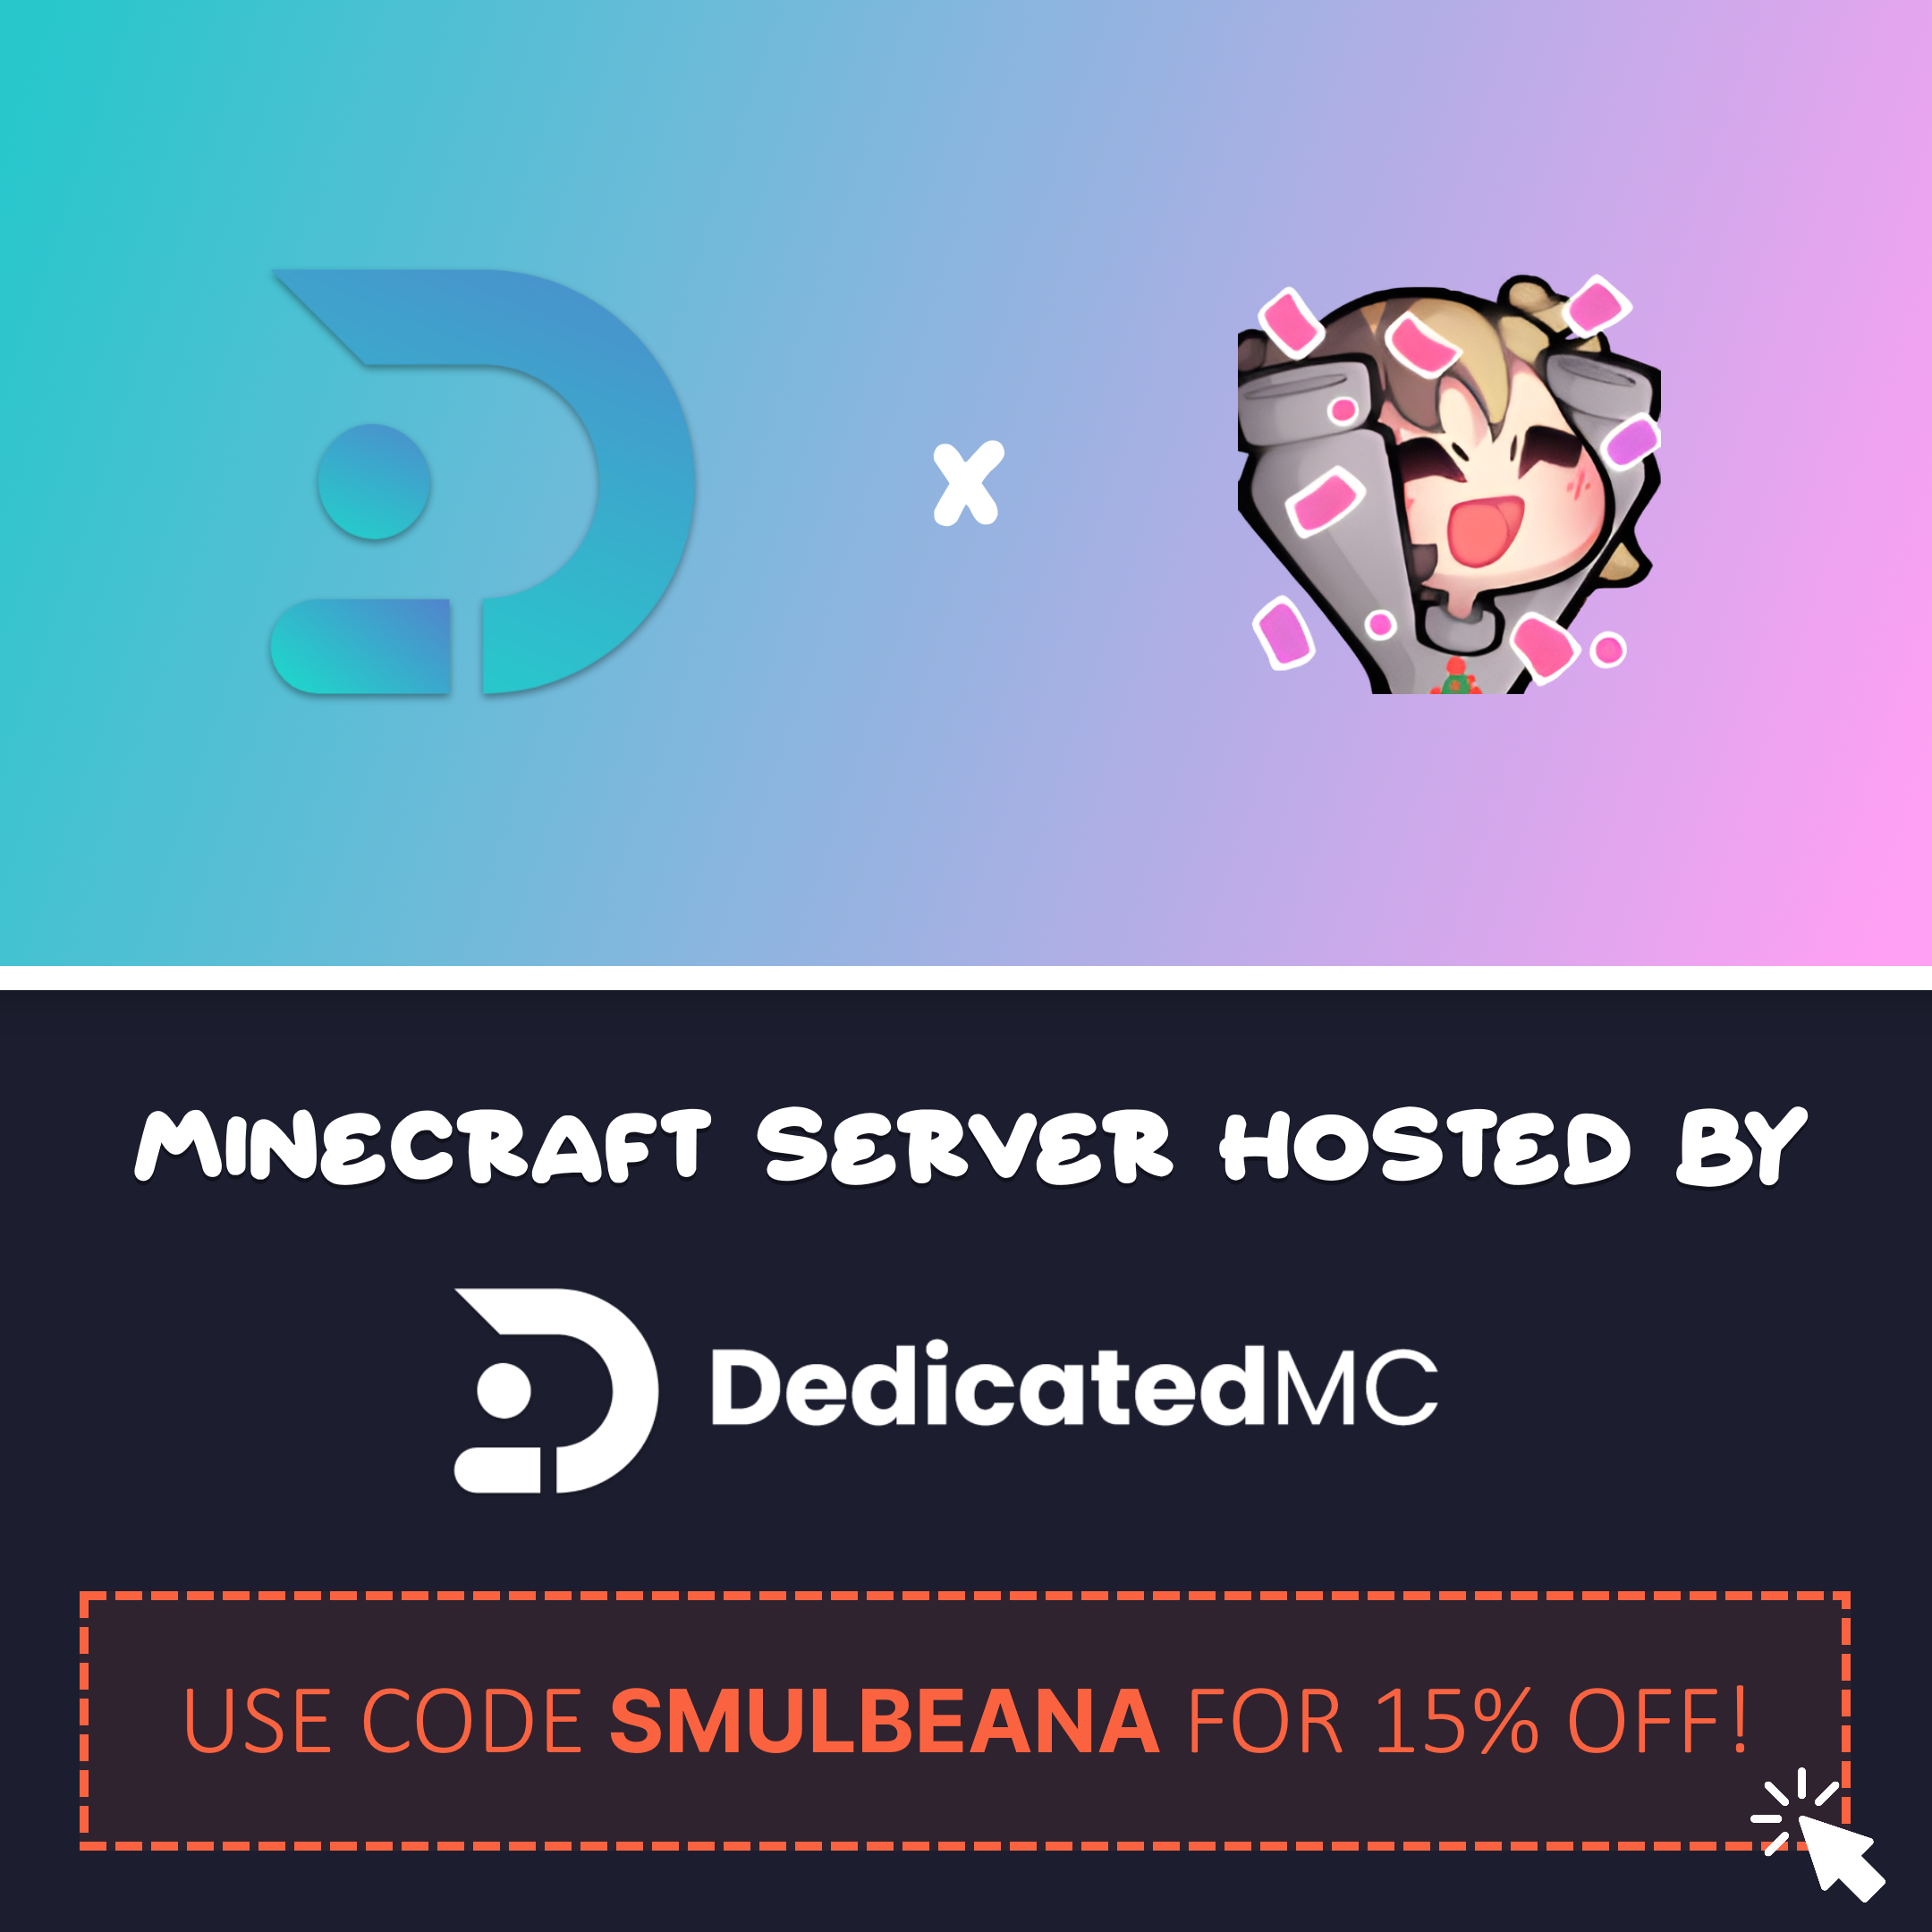 x
MINECRAFT SERVER HOSTED BY
DedicatedMC
USE CODE SMULBEANA FOR 15% OFF!